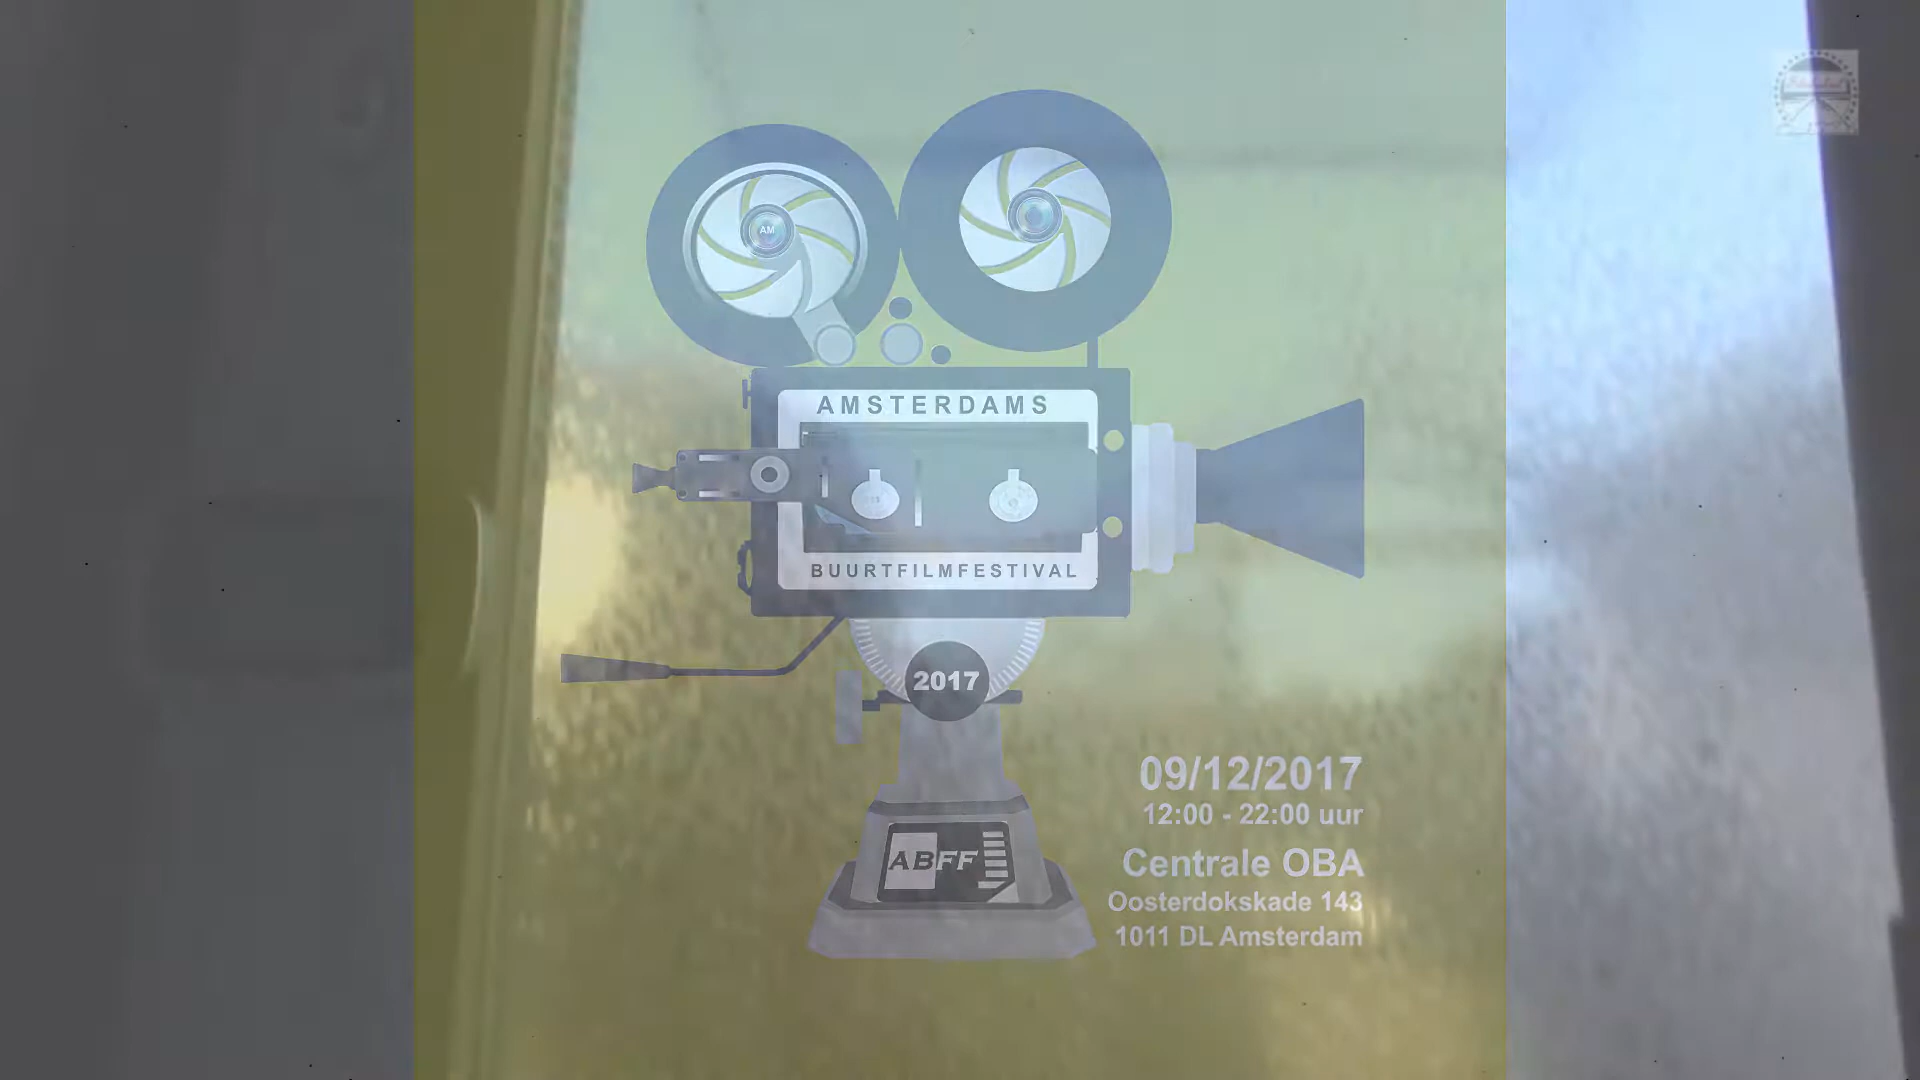 AM
AMSTERDAMS
BUURTFILMFESTIVAL
2017
ABFF
09/12/2017
12:00 - 22:00 uur
Centrale OBA
Oosterdokskade 143
1011 DL Amsterdam